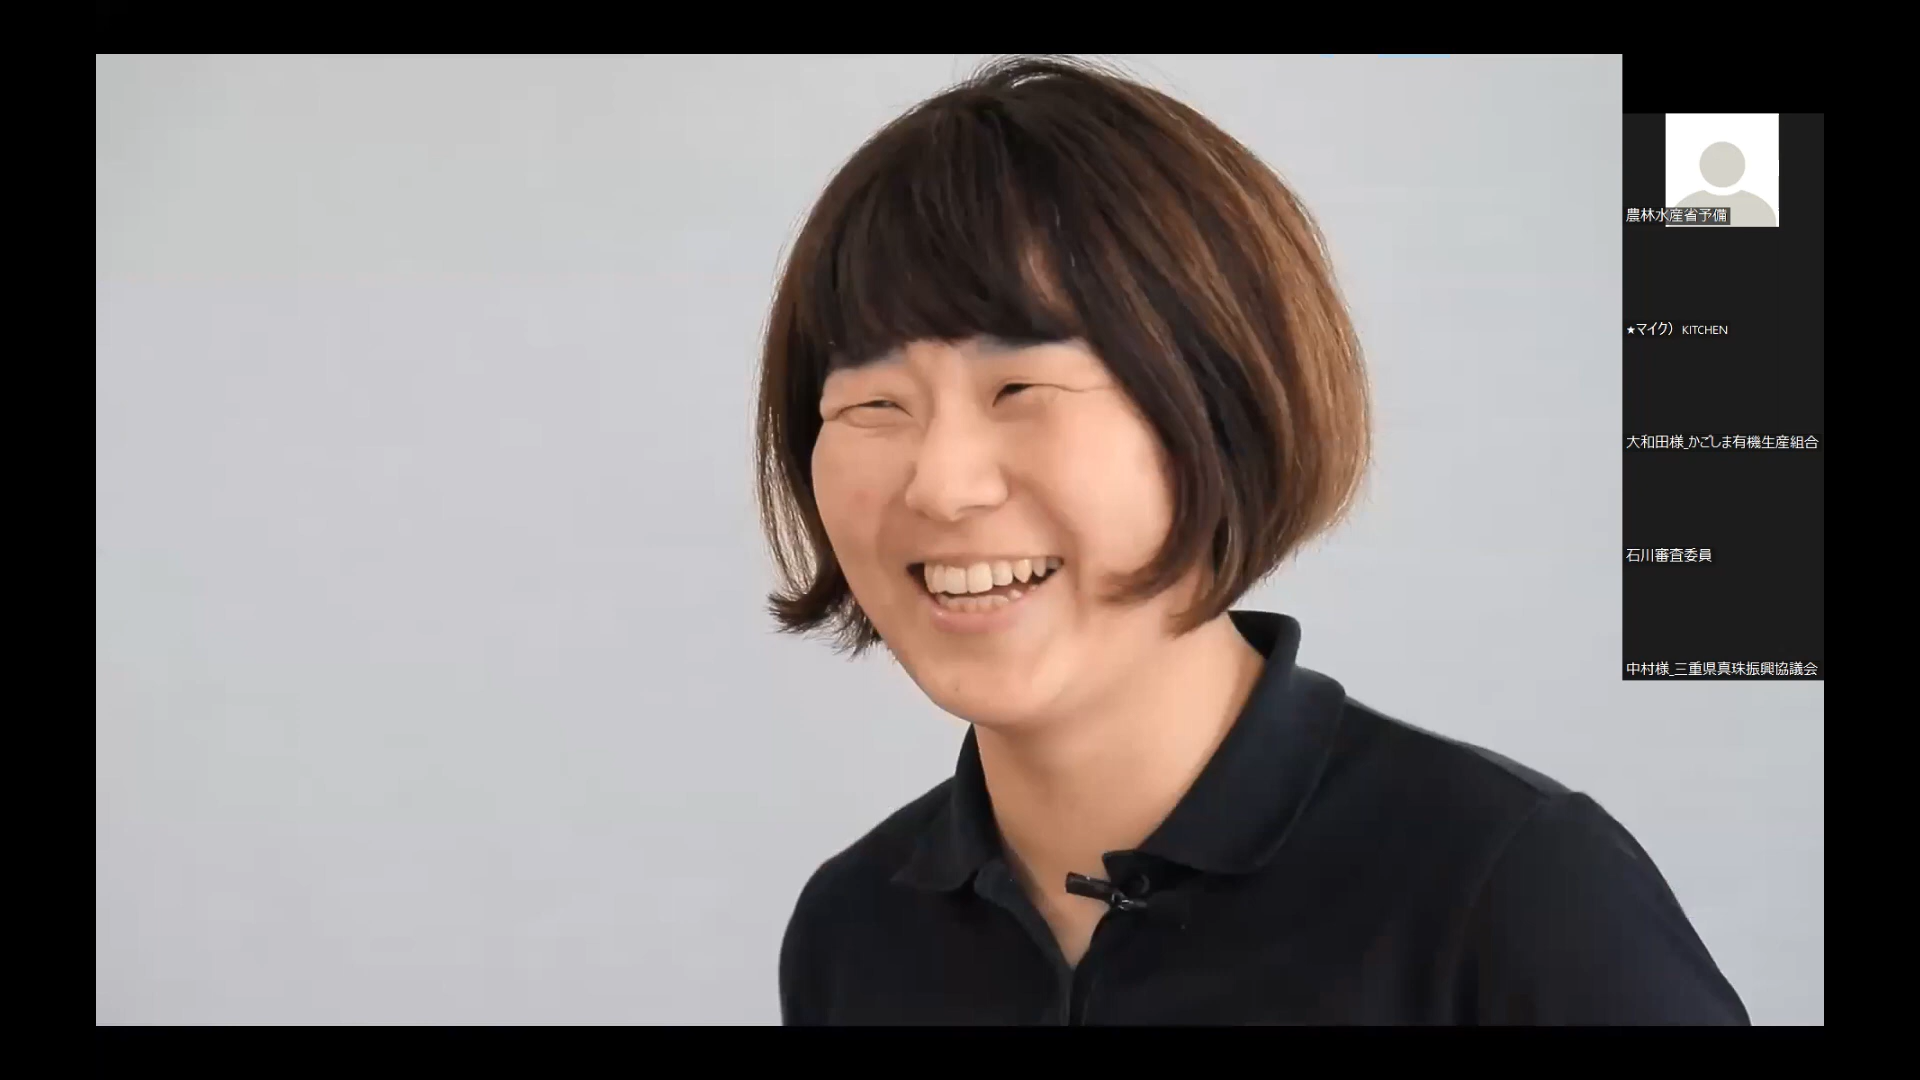 農林水産省予備
★マイク）KITCHEN
大和田様_かごしま有機生産組合
石川審査委員
中村様_三重県真珠振興協議会